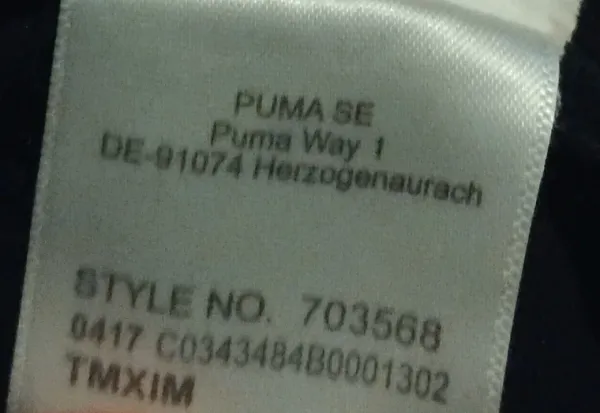 PUMA SE
Puma Way 1
DE-91074 Herzogenaurach
STYLE NO. 703568
0417 C0343484B0001302
TMXIM